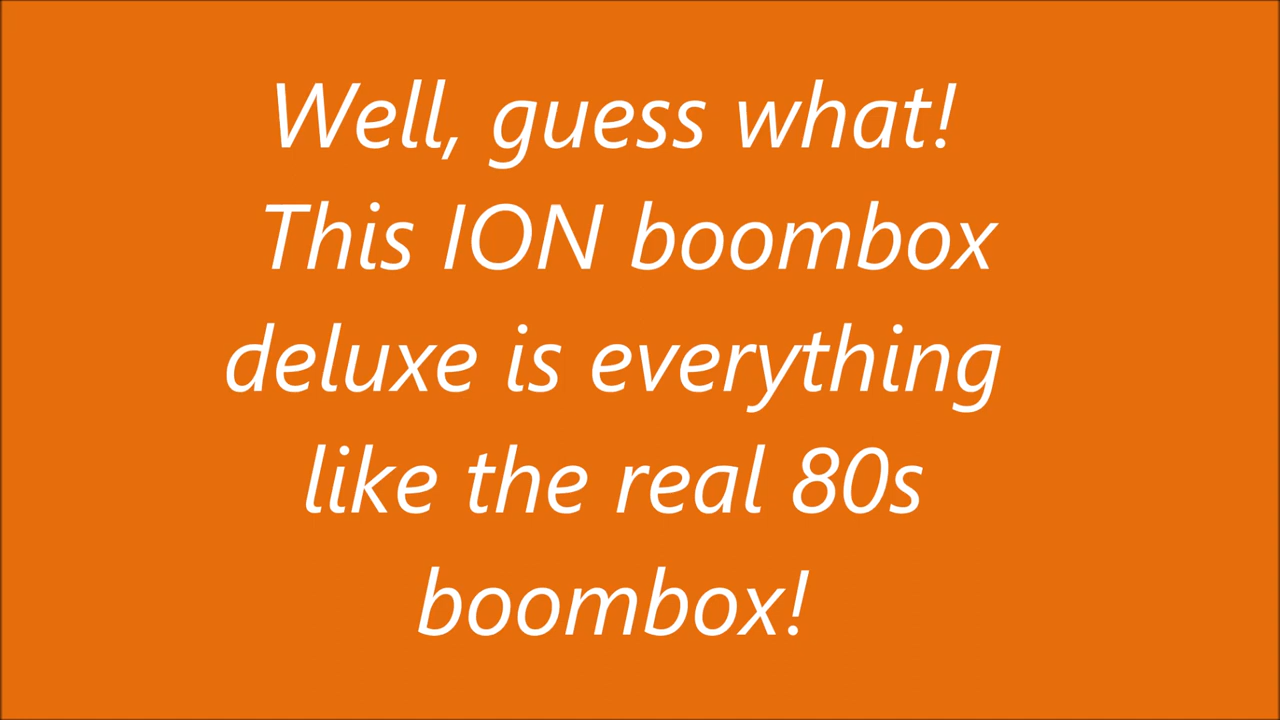 Well, guess what!
This ION boombox
deluxe is everything
like the real 80s
boombox!